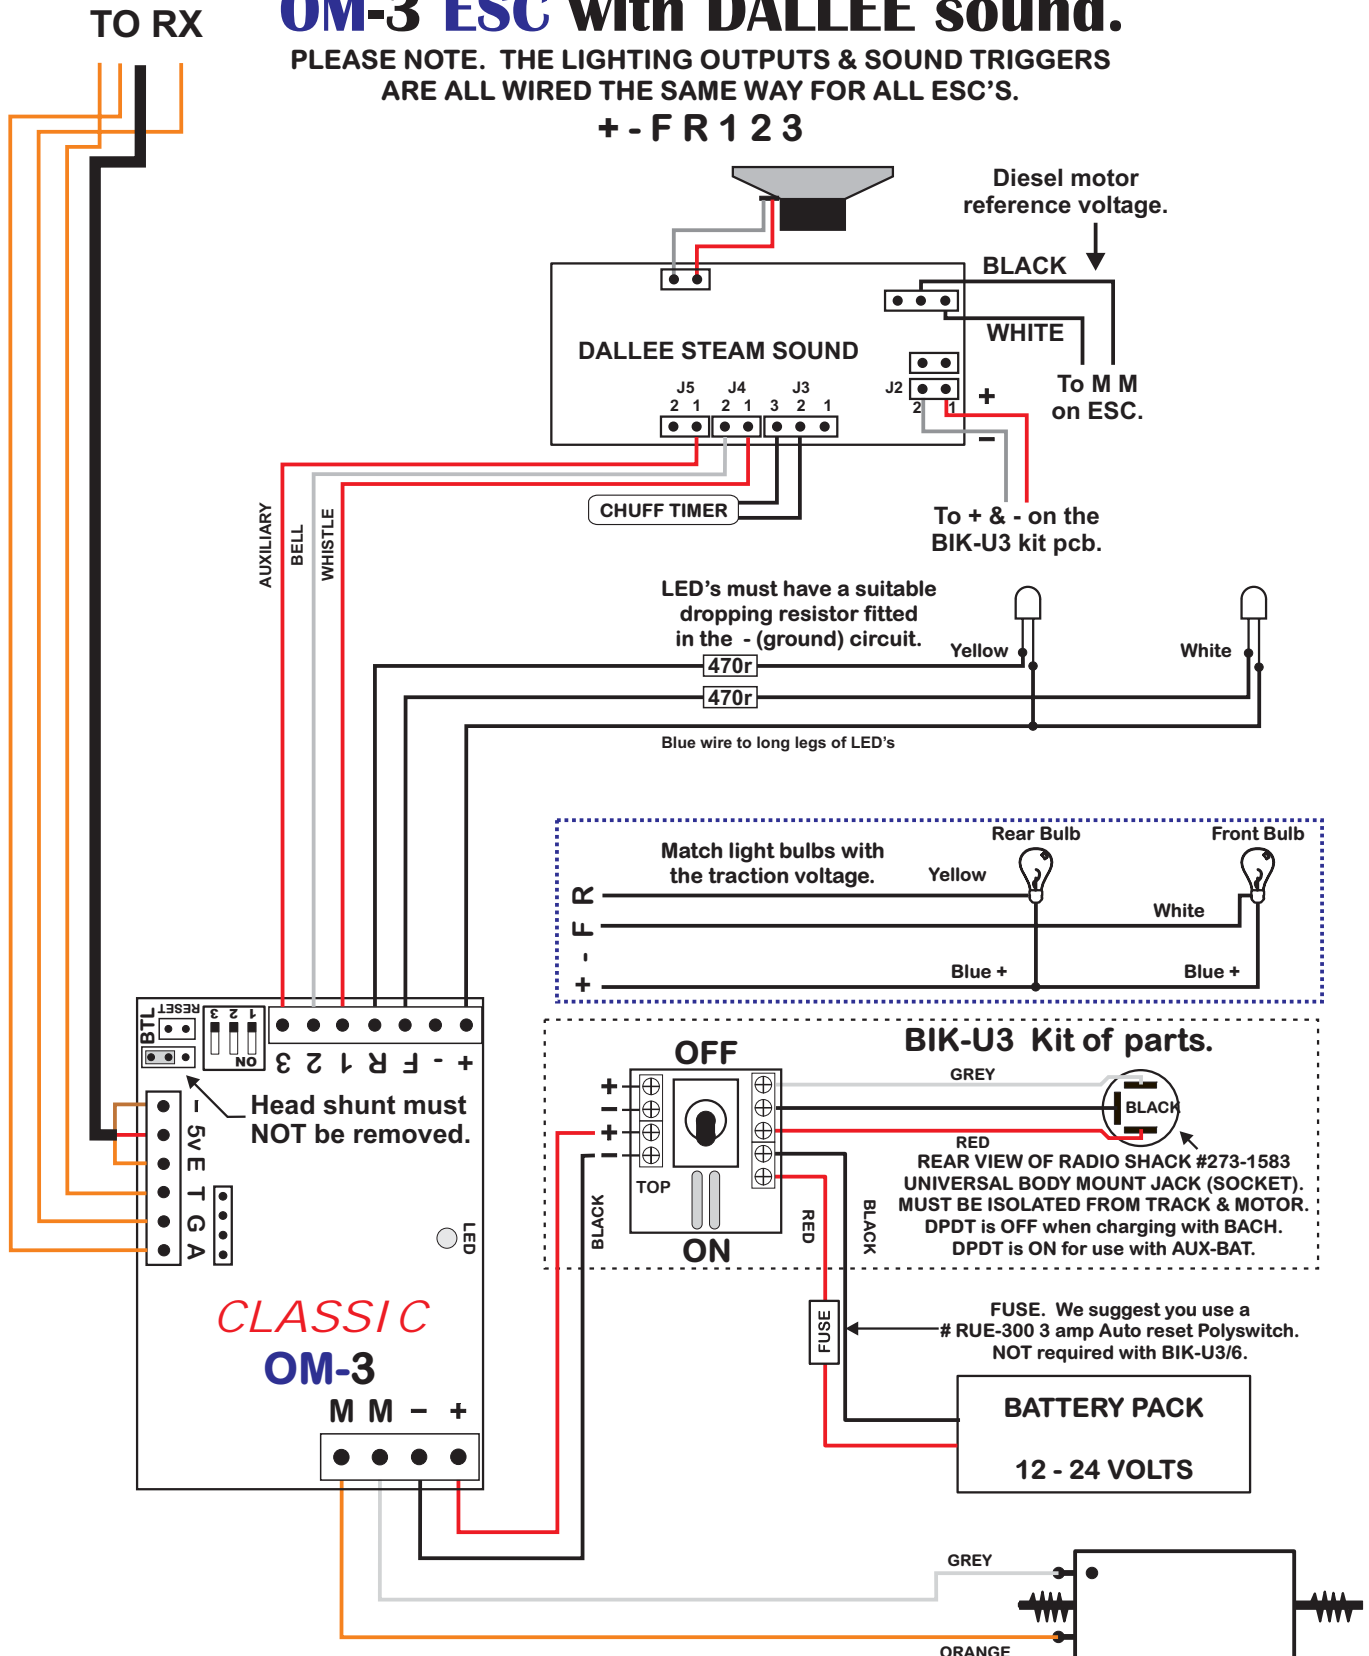 OM-3 ESC with DALLEE sound.
TO RX
PLEASE NOTE. THE LIGHTING OUTPUTS & SOUND TRIGGERS
ARE ALL WIRED THE SAME WAY FOR ALL ESC'S.
+ - F R 1 2 3
Diesel motor
reference voltage.
BLACK
WHITE
DALLEE STEAM SOUND
To M M
on ESC.
J5
J4
J3
J2
2 1
2 1
3 2 1
2 1
+
−
CHUFF TIMER
To + & - on the
BIK-U3 kit pcb.
AUXILIARY
BELL
WHISTLE
LED's must have a suitable
dropping resistor fitted
in the - (ground) circuit.
Yellow
White
470r
470r
Blue wire to long legs of LED's
Rear Bulb
Front Bulb
Match light bulbs with
the traction voltage.
Yellow
White
Blue +
Blue +
+ - F R
BIK-U3 Kit of parts.
OFF
+
−
+
−
TOP
ON
GREY
BLACK
RED
REAR VIEW OF RADIO SHACK #273-1583
UNIVERSAL BODY MOUNT JACK (SOCKET).
MUST BE ISOLATED FROM TRACK & MOTOR.
DPDT is OFF when charging with BACH.
DPDT is ON for use with AUX-BAT.
BLACK
RED
BLACK
BTL
RESET
1 2 3
ON
+ - F R 1 2 3
Head shunt must
NOT be removed.
− 5v E T G A
LED
CLASSIC
OM-3
M M − +
FUSE
FUSE. We suggest you use a
# RUE-300 3 amp Auto reset Polyswitch.
NOT required with BIK-U3/6.
BATTERY PACK
12 - 24 VOLTS
GREY
ORANGE